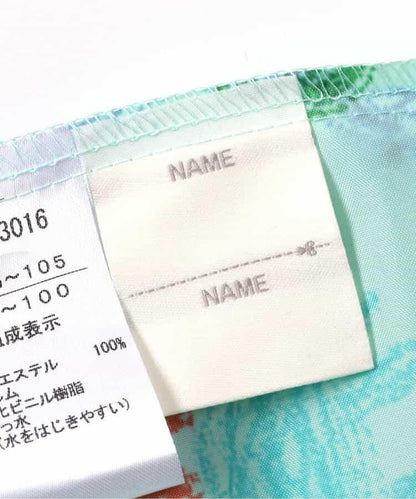 3016
～105
～100
成表示
100%
エステル
ム
ビニル樹脂
っ水
(水をはじきやすい)
NAME
NAME